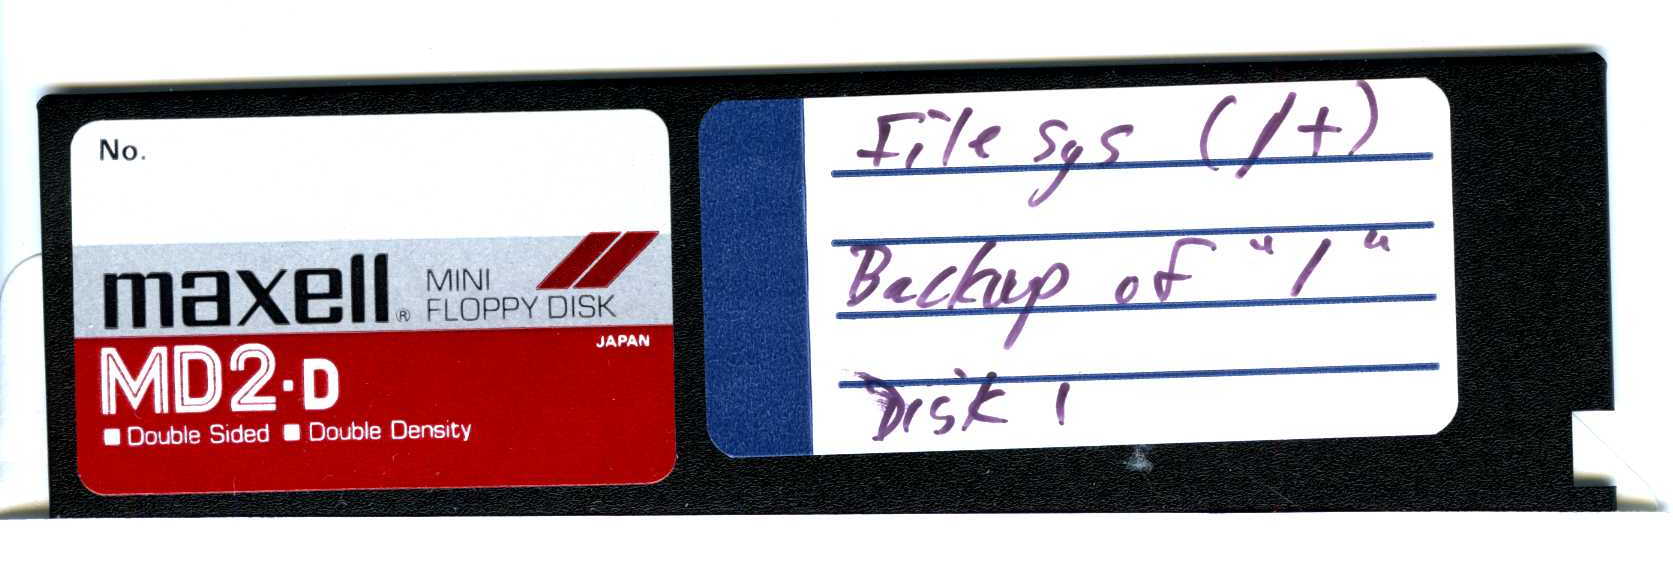 No.
maxell® MINI FLOPPY DISK
JAPAN
MD2-D
Double Sided Double Density
File sys (/+)
Backup of "/"
Disk 1